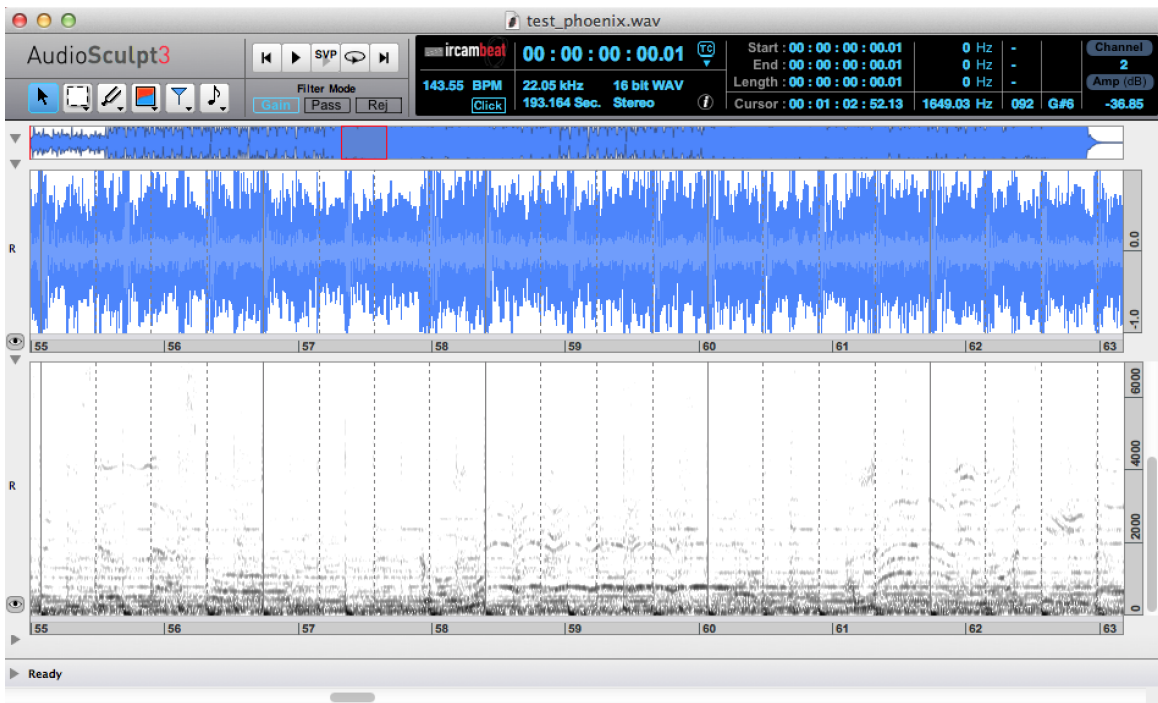 test_phoenix.wav
AudioSculpt3
SVP
Filter Mode
Gain Pass Rej
ircambeat
143.55 BPM
Click
00 : 00 : 00 : 00.01 TC
22.05 kHz 16 bit WAV
193.164 Sec. Stereo i
Start : 00 : 00 : 00 : 00.01 0 Hz -
End : 00 : 00 : 00 : 00.01 0 Hz -
Length : 00 : 00 : 00 : 00.01 0 Hz -
Cursor : 00 : 01 : 02 : 52.13 1649.03 Hz 092 G#6
Channel
2
Amp (dB)
-36.85
R
0.0
-1.0
55 56 57 58 59 60 61 62 63
6000
4000
R
2000
0
55 56 57 58 59 60 61 62 63
Ready